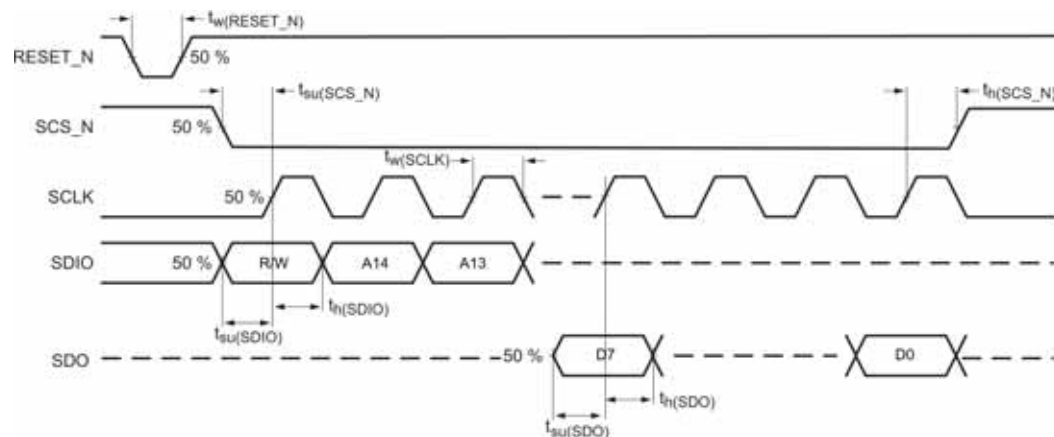 tw(RESET_N)
RESET_N
50 %
tsu(SCS_N)
th(SCS_N)
SCS_N
50 %
tw(SCLK)
SCLK
50 %
SDIO
50 %
R/W
A14
A13
th(SDIO)
tsu(SDIO)
SDO
50 %
D7
D0
th(SDO)
tsu(SDO)